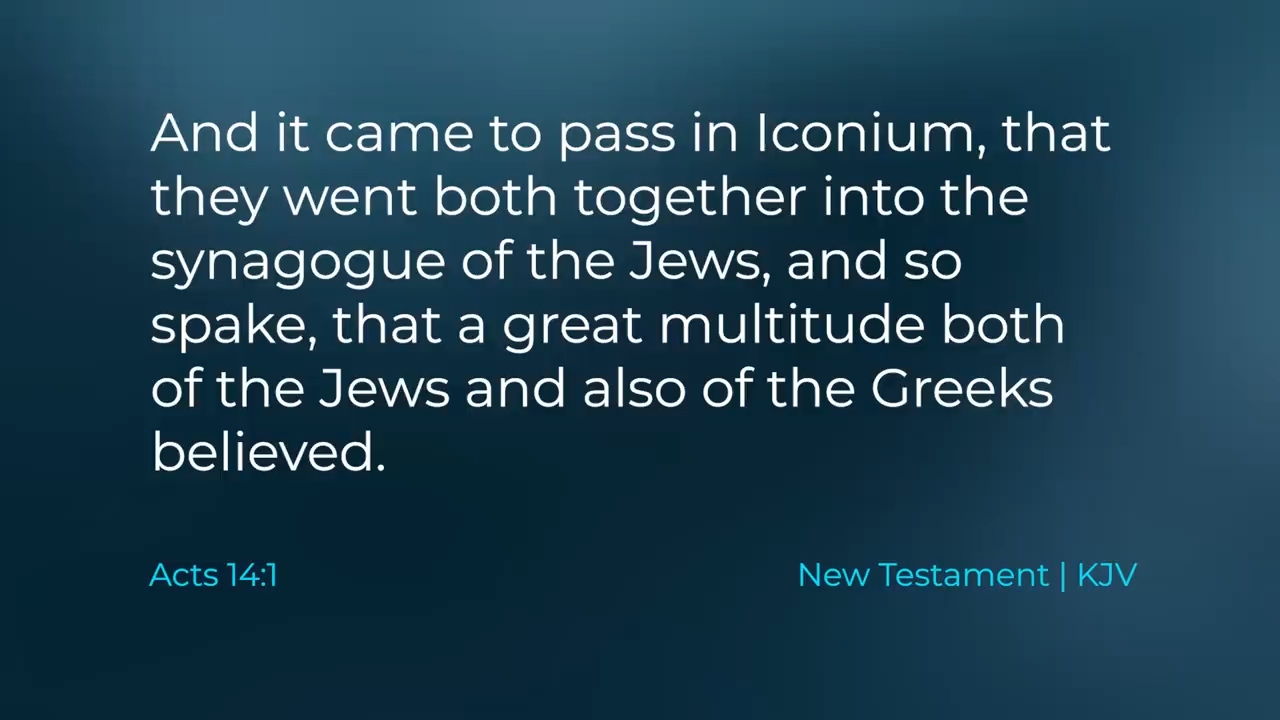 And it came to pass in Iconium, that
they went both together into the
synagogue of the Jews, and so
spake, that a great multitude both
of the Jews and also of the Greeks
believed.
Acts 14:1
New Testament | KJV